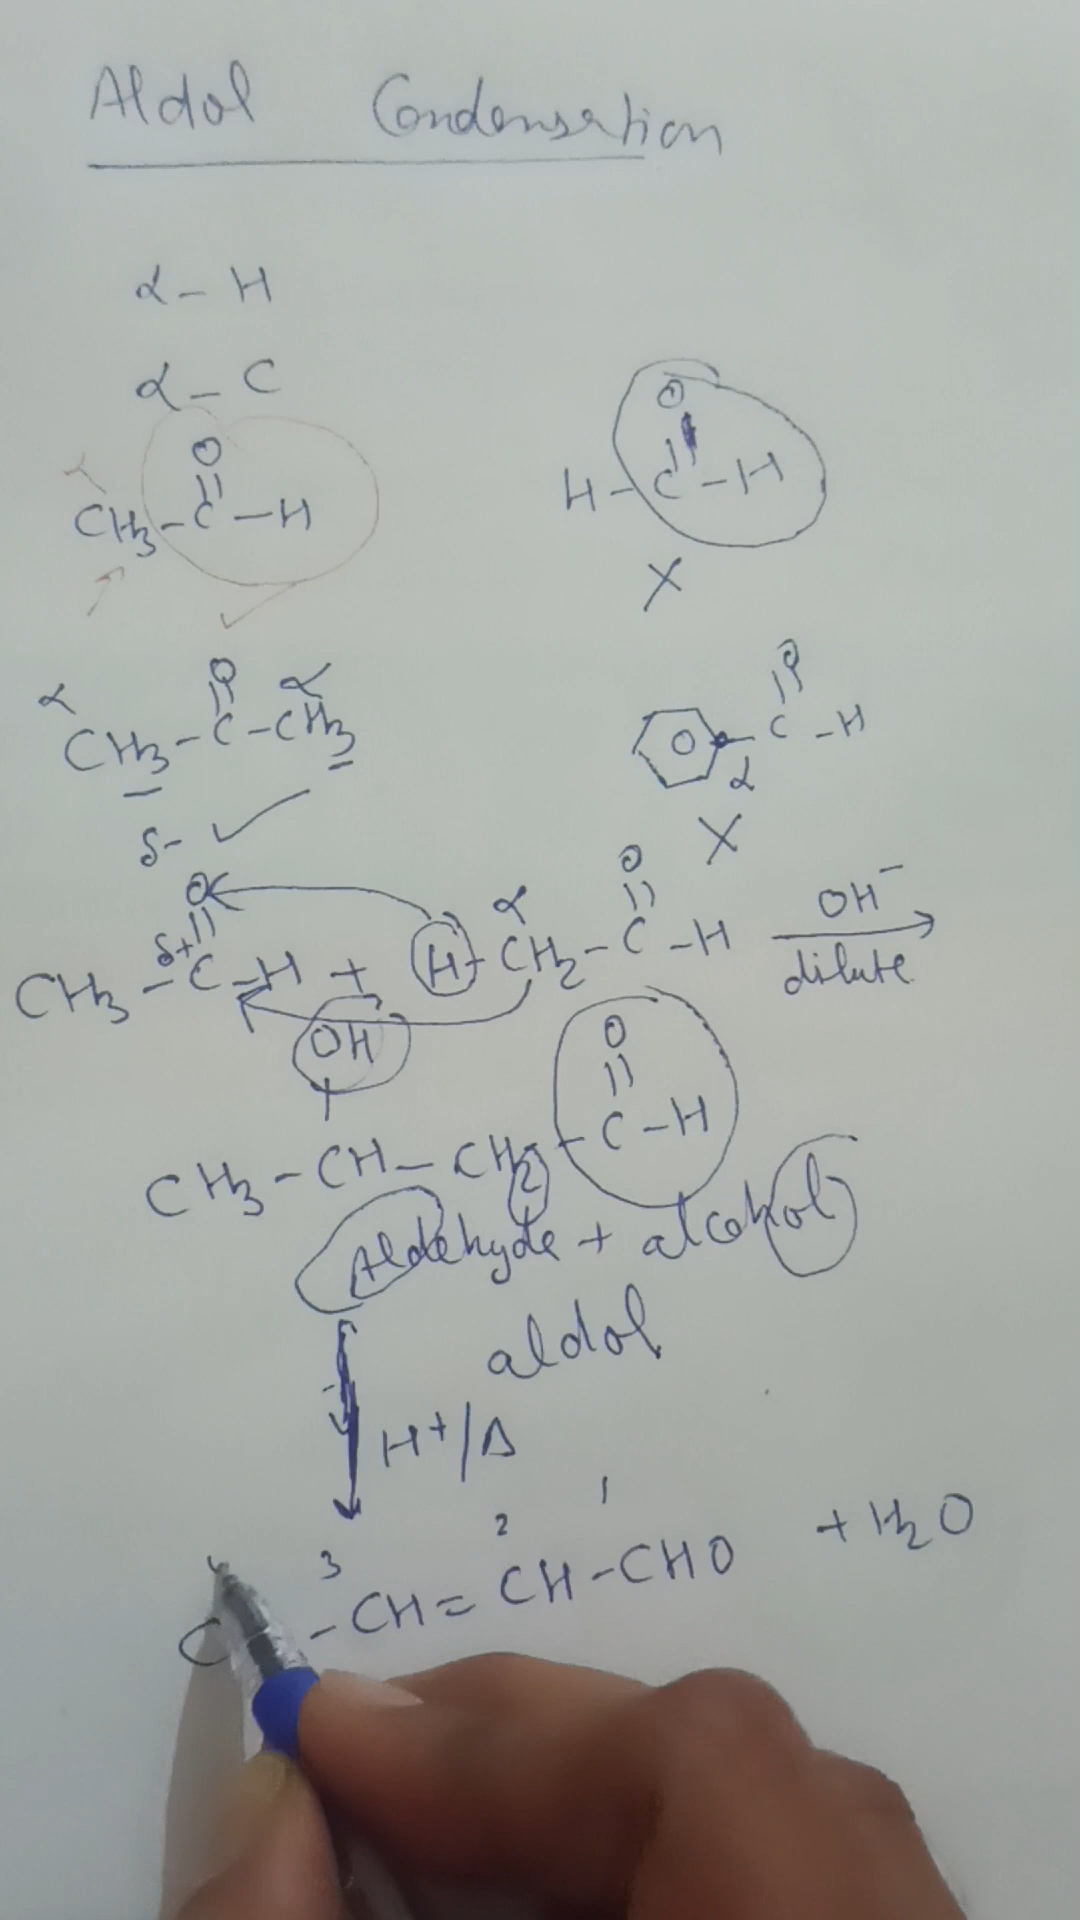 Aldol Condensation
α - H
α - C
O
||
CH3 - C - H
O
||
H - C - H
X
α O α
||
CH3 - C - CH3
O
||
C - H
α
X
δ-
O
||
δ+
CH3 - C - H + H - CH2 - C - H
α
O
||
OH-
dilute
OH
|
CH3 - CH - CH2 - C - H
O
||
Aldehyde + alcohol
aldol
H+/Δ
4 3 2 1
C - CH = CH - CHO + H2O